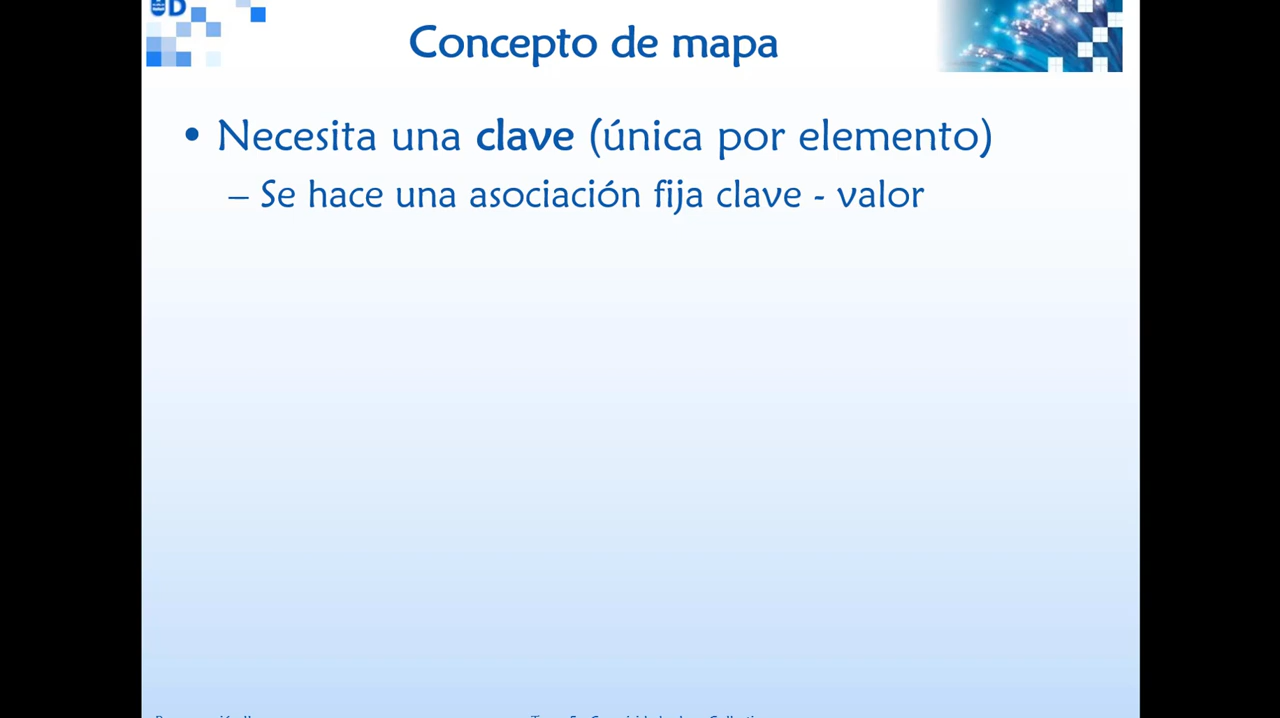 Concepto de mapa
• Necesita una clave (única por elemento)
– Se hace una asociación fija clave - valor